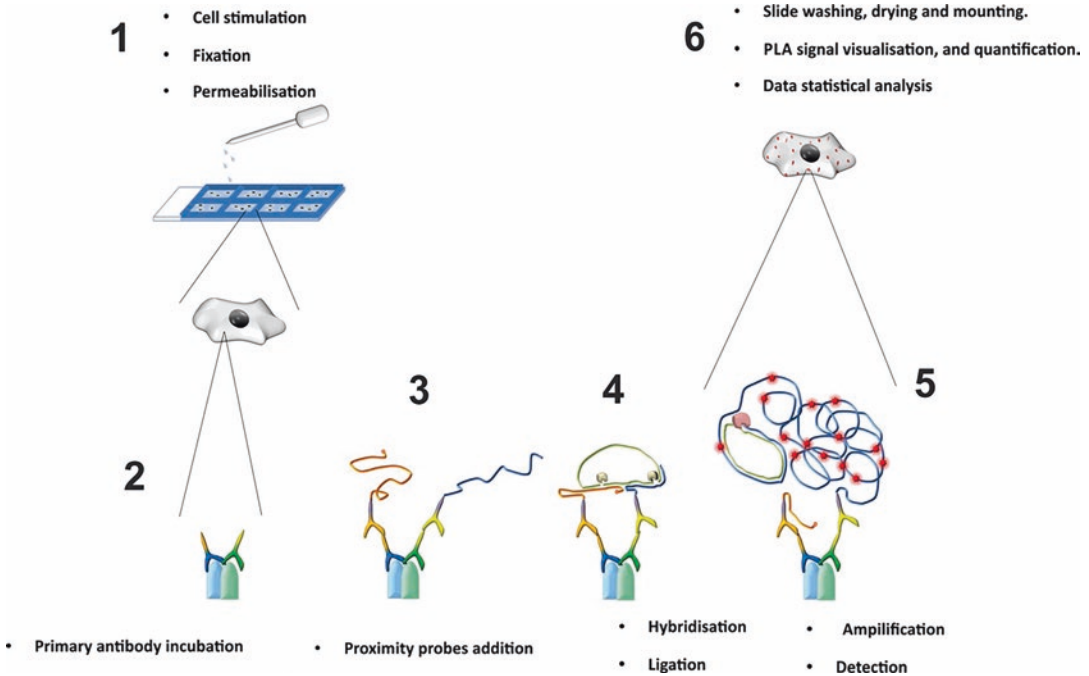 1
• Cell stimulation
• Fixation
• Permeabilisation
2
• Primary antibody incubation
3
• Proximity probes addition
4
• Hybridisation
• Ligation
5
• Ampilification
• Detection
6
• Slide washing, drying and mounting.
• PLA signal visualisation, and quantification.
• Data statistical analysis